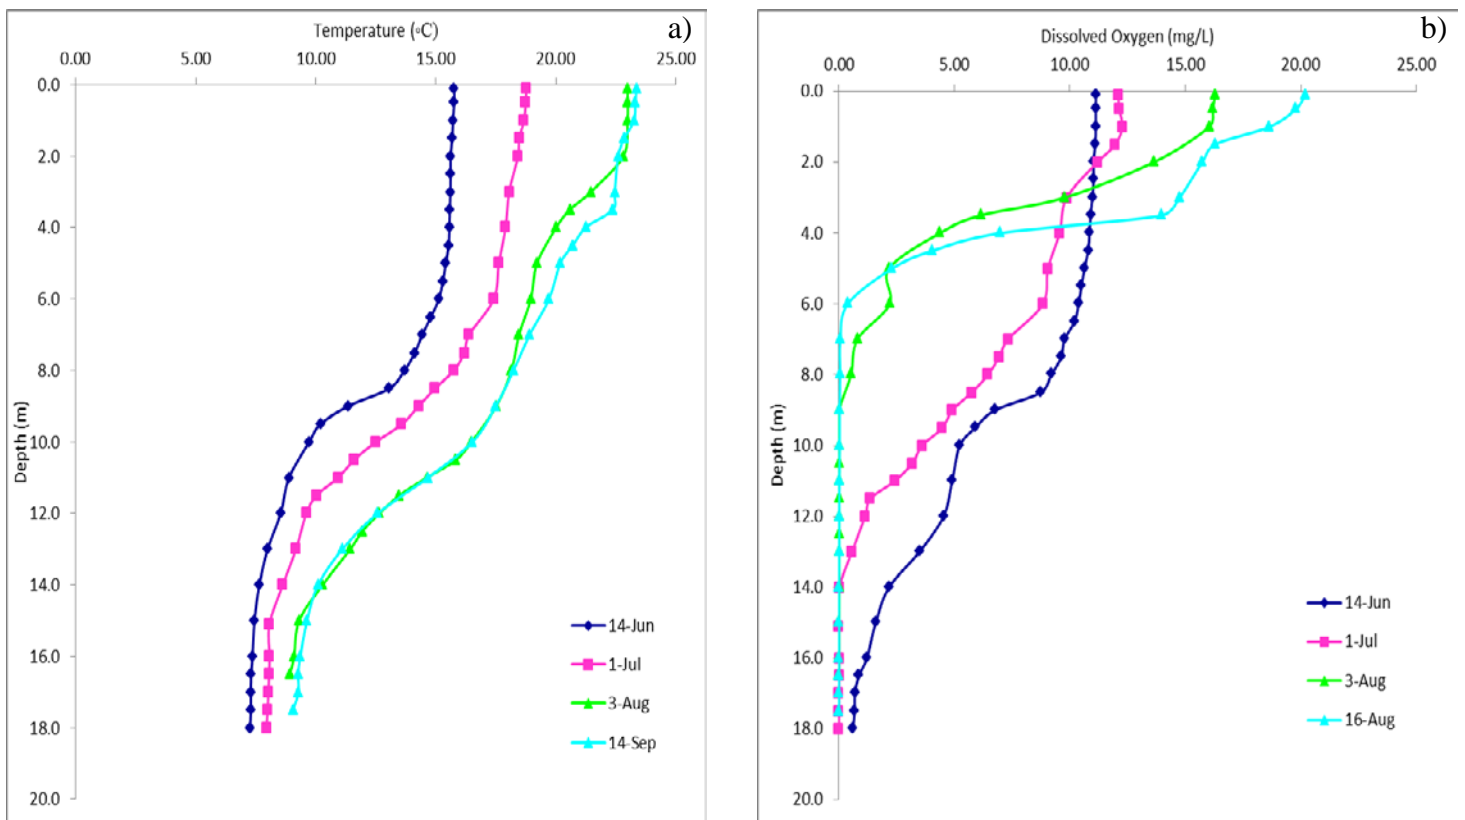 Temperature (◦C)
a)
0.00 5.00 10.00 15.00 20.00 25.00
0.0
2.0
4.0
6.0
8.0
10.0
12.0
14.0
16.0
18.0
20.0
Depth (m)
14-Jun
1-Jul
3-Aug
14-Sep
b)
Dissolved Oxygen (mg/L)
0.00 5.00 10.00 15.00 20.00 25.00
0.0
2.0
4.0
6.0
8.0
10.0
12.0
14.0
16.0
18.0
20.0
Depth (m)
14-Jun
1-Jul
3-Aug
16-Aug